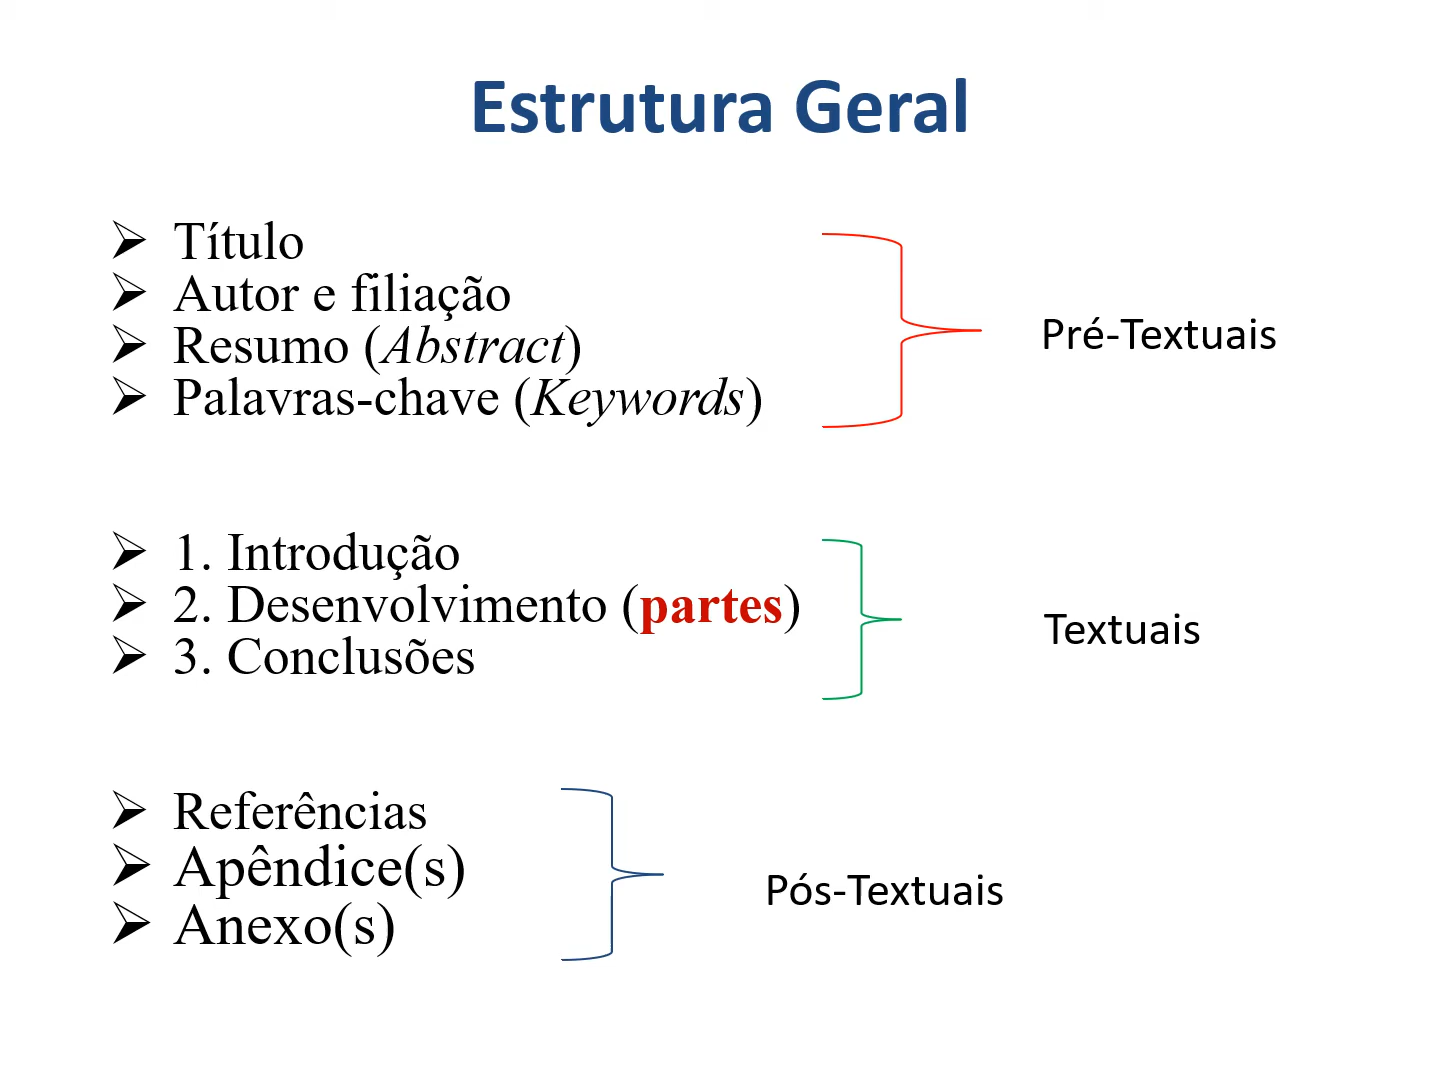 Estrutura Geral
Título
Autor e filiação
Resumo (Abstract)
Palavras-chave (Keywords)
Pré-Textuais
1. Introdução
2. Desenvolvimento (partes)
3. Conclusões
Textuais
Referências
Apêndice(s)
Anexo(s)
Pós-Textuais